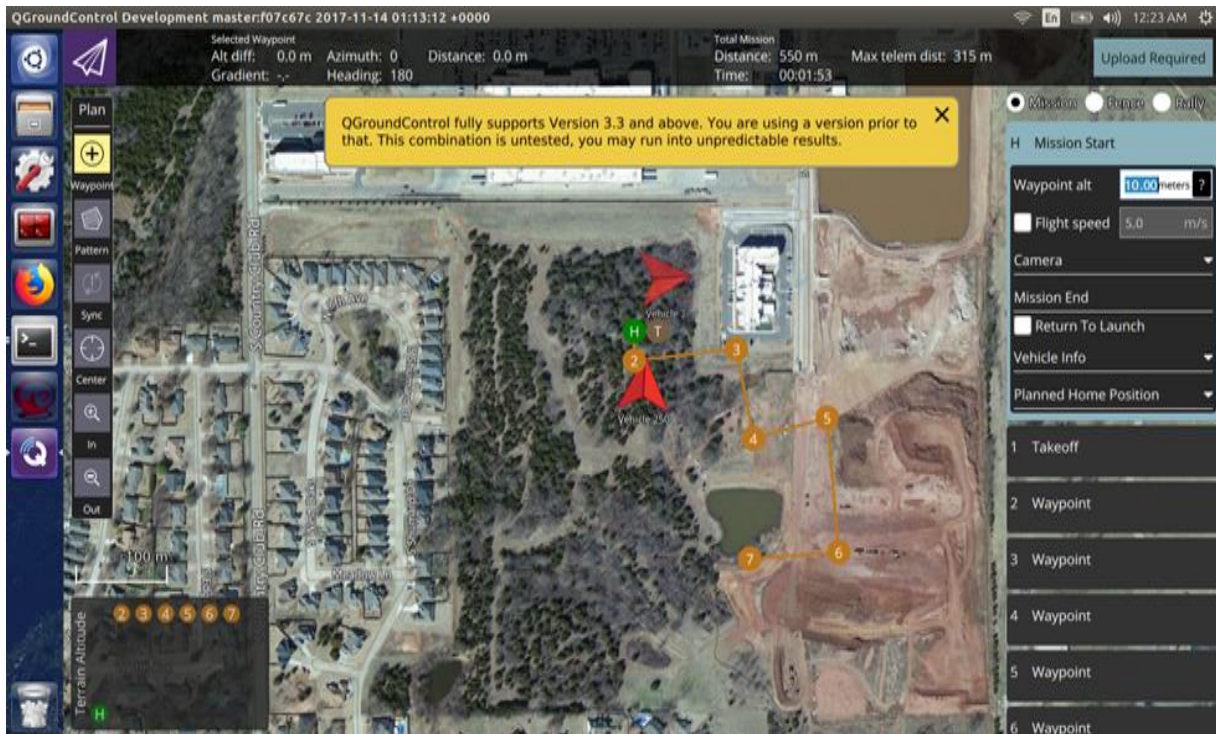 QGroundControl Development master:f07c67c 2017-11-14 01:13:12 +0000
En
12:23 AM
Selected Waypoint
Alt diff: 0.0 m Azimuth: 0 Distance: 0.0 m
Gradient: -.- Heading: 180
Total Mission
Distance: 550 m Max telem dist: 315 m
Time: 00:01:53
Upload Required
Plan
Waypoint
Pattern
Sync
Center
In
Out
QGroundControl fully supports Version 3.3 and above. You are using a version prior to
that. This combination is untested, you may run into unpredictable results.
Mission Fence Rally
H Mission Start
Waypoint alt 10.00 meters ?
Flight speed 5.0 m/s
Camera
Mission End
Return To Launch
Vehicle Info
Planned Home Position
1 Takeoff
2 Waypoint
3 Waypoint
4 Waypoint
5 Waypoint
6 Waypoint
S Country Club Rd
Vehicle 1
H T
2
3
Vehicle 250
4
5
6
7
Meadow Ln
100 m
Terrain Altitude
2 3 4 5 6 7
H